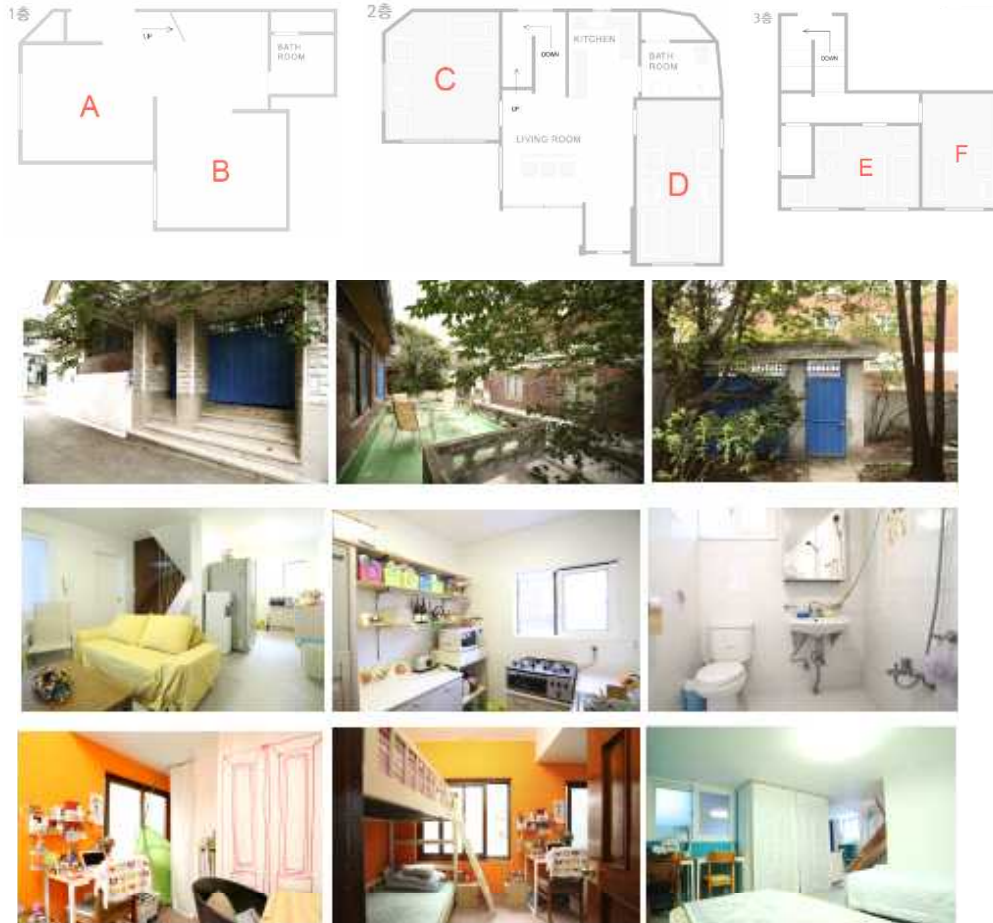 1층
UP
BATH
ROOM
A
B
2층
KITCHEN
DOWN
BATH
ROOM
C
UP
LIVING ROOM
D
3층
DOWN
E
F